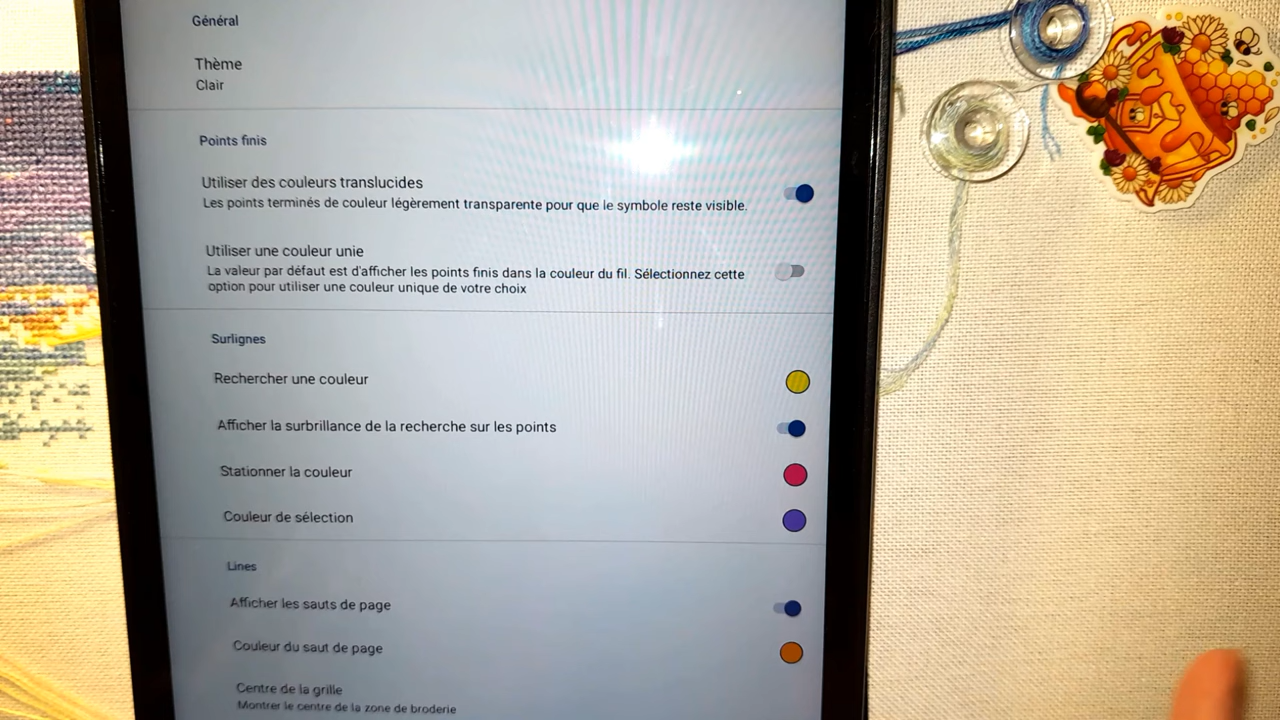 Général
Thème
Clair
Points finis
Utiliser des couleurs translucides
Les points terminés de couleur légèrement transparente pour que le symbole reste visible.
Utiliser une couleur unie
La valeur par défaut est d'afficher les points finis dans la couleur du fil. Sélectionnez cette
option pour utiliser une couleur unique de votre choix
Surlignes
Rechercher une couleur
Afficher la surbrillance de la recherche sur les points
Stationner la couleur
Couleur de sélection
Lines
Afficher les sauts de page
Couleur du saut de page
Centre de la grille
Montrer le centre de la zone de broderie